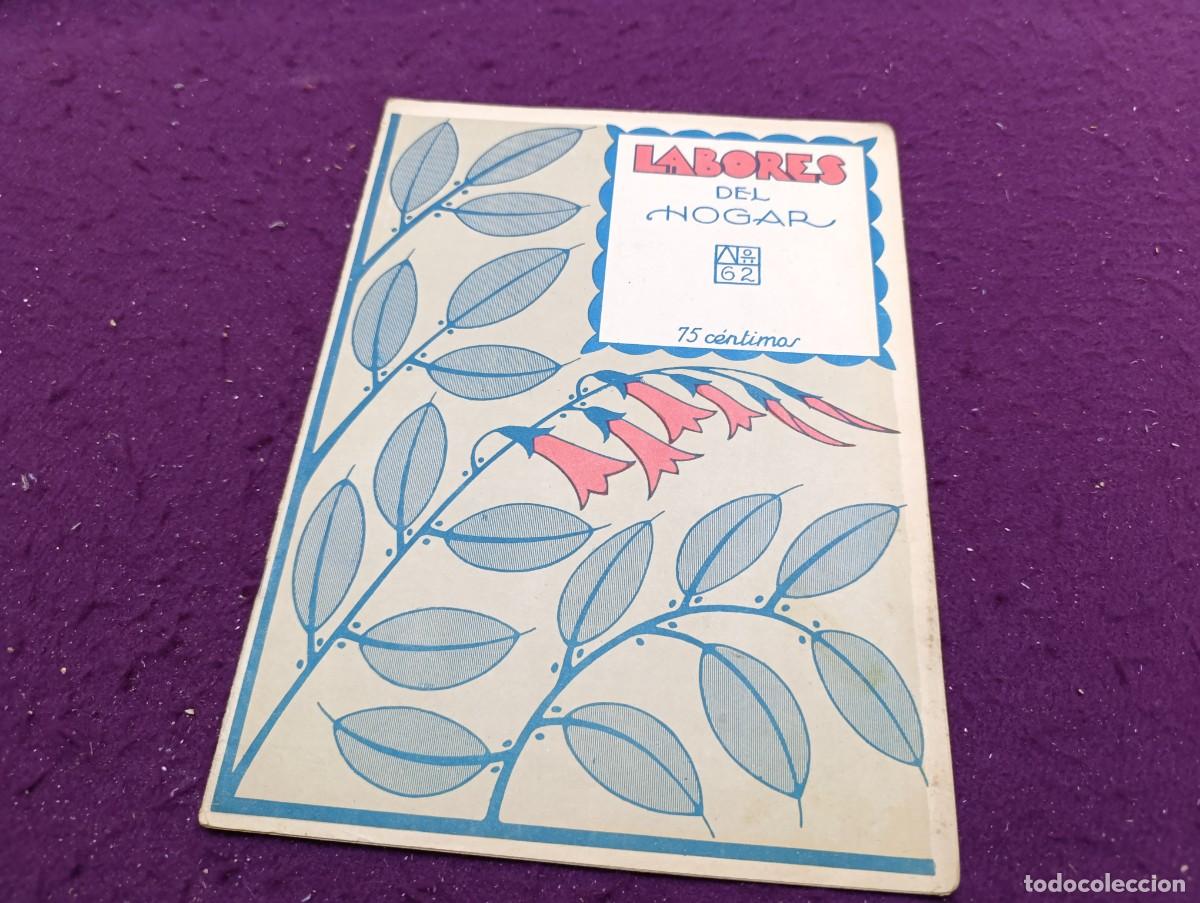 LABORES
DEL
HOGAR
Nº
62
75 céntimos
todocoleccion